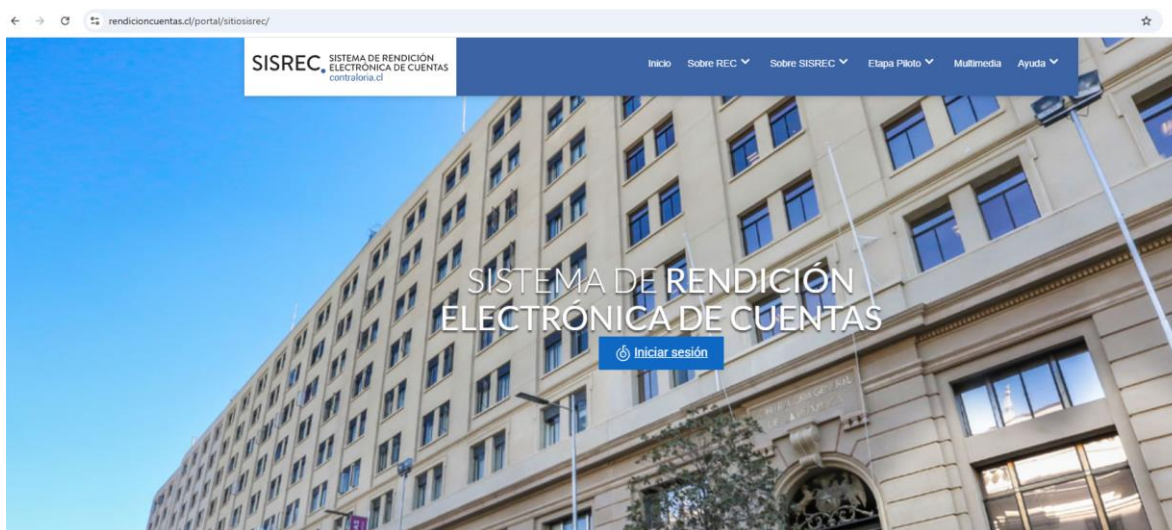 rendicioncuentas.cl/portal/sitiosisrec/
SISREC. SISTEMA DE RENDICIÓN
ELECTRÓNICA DE CUENTAS
contraloria.cl
Inicio Sobre REC Sobre SISREC Etapa Piloto Multimedia Ayuda
SISTEMA DE RENDICIÓN
ELECTRÓNICA DE CUENTAS
Iniciar sesión